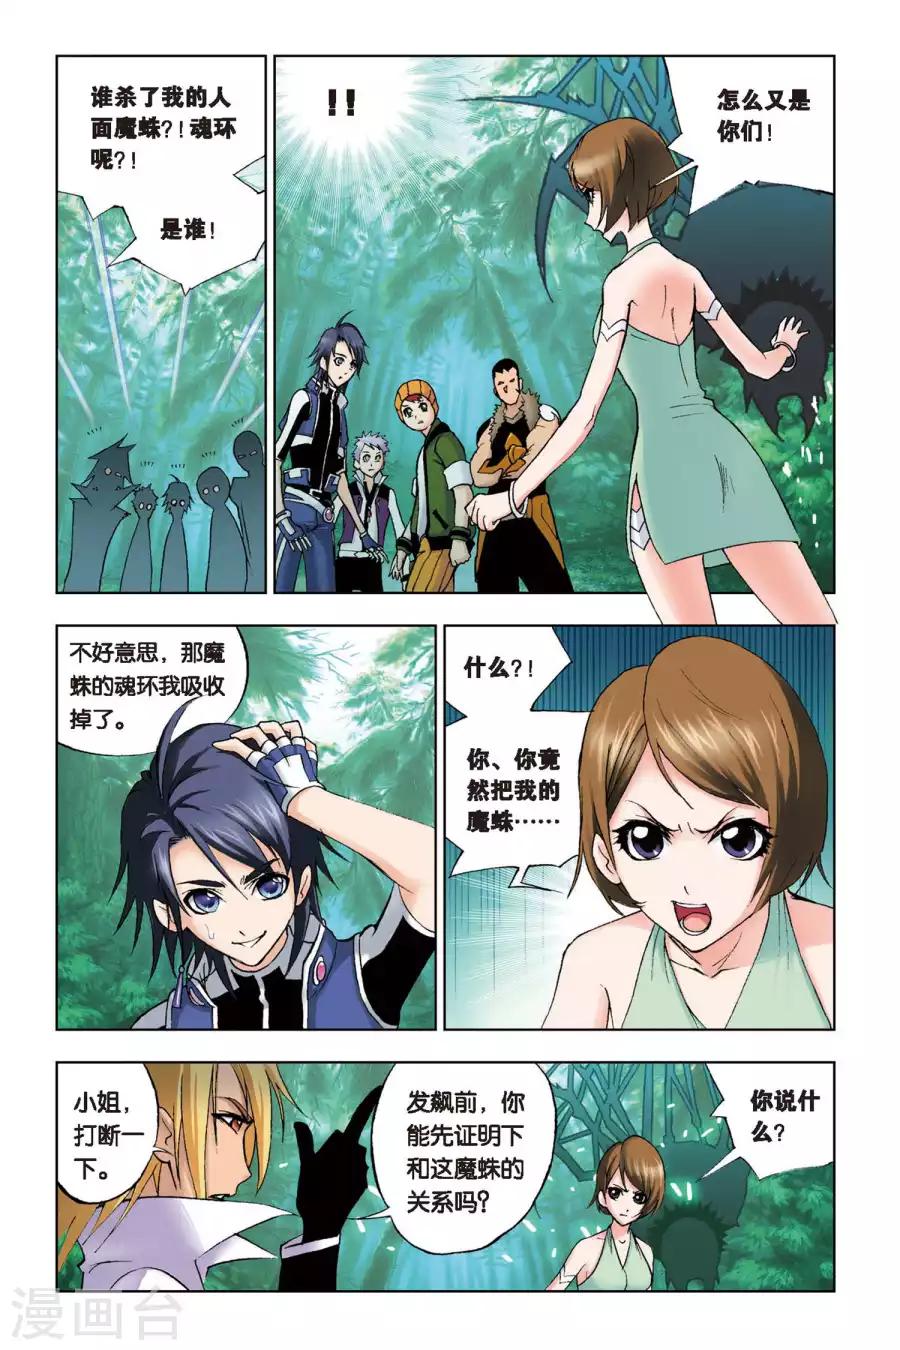 谁杀了我的人
面魔蛛?!魂环
呢?!
是谁!
!!
怎么又是
你们!
不好意思，那魔
蛛的魂环我吸收
掉了。
什么?!
你、你竟
然把我的
魔蛛……
小姐，
打断一
下。
发飙前，你
能先证明下
和这魔蛛的
关系吗?
你说什
么?
漫画台